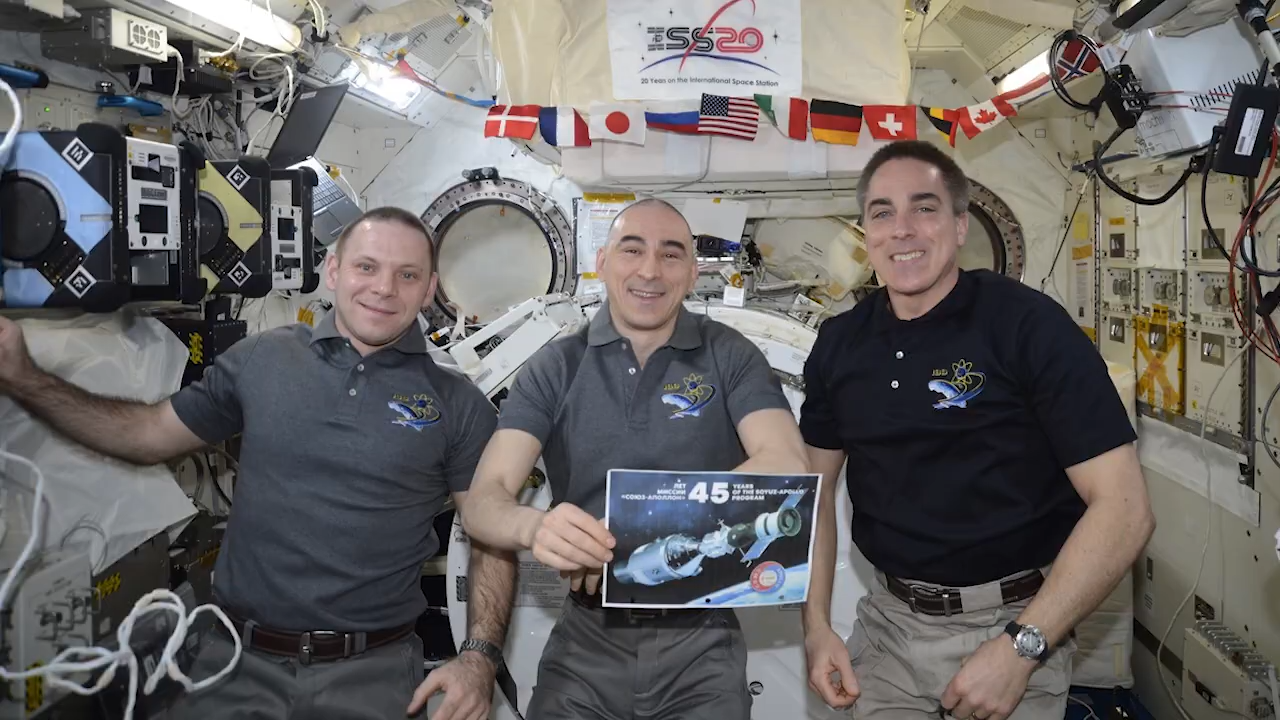 ISS20
20 Years on the International Space Station
ЛЕТ
МИССИИ
«СОЮЗ-АПОЛЛОН»
45
YEARS
OF THE SOYUZ-APOLLO
PROGRAM